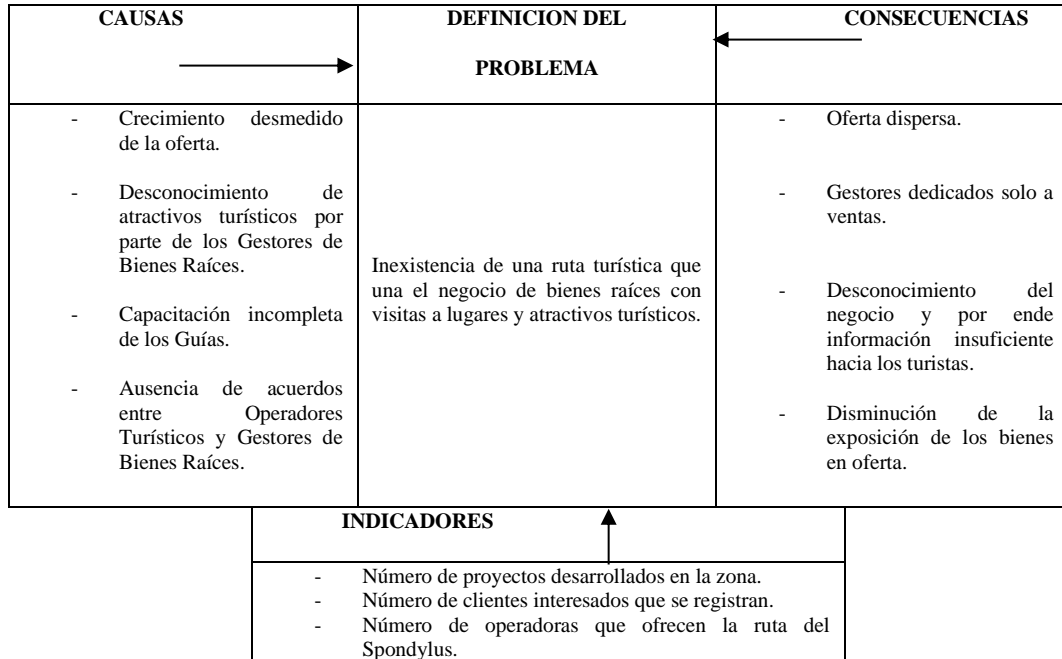 CAUSAS
DEFINICION DEL
PROBLEMA
CONSECUENCIAS
- Crecimiento desmedido
de la oferta.
- Desconocimiento de
atractivos turísticos por
parte de los Gestores de
Bienes Raíces.
- Capacitación incompleta
de los Guías.
- Ausencia de acuerdos
entre Operadores
Turísticos y Gestores de
Bienes Raíces.
Inexistencia de una ruta turística que
una el negocio de bienes raíces con
visitas a lugares y atractivos turísticos.
- Oferta dispersa.
- Gestores dedicados solo a
ventas.
- Desconocimiento del
negocio y por ende
información insuficiente
hacia los turistas.
- Disminución de la
exposición de los bienes
en oferta.
INDICADORES
- Número de proyectos desarrollados en la zona.
- Número de clientes interesados que se registran.
- Número de operadoras que ofrecen la ruta del
Spondylus.